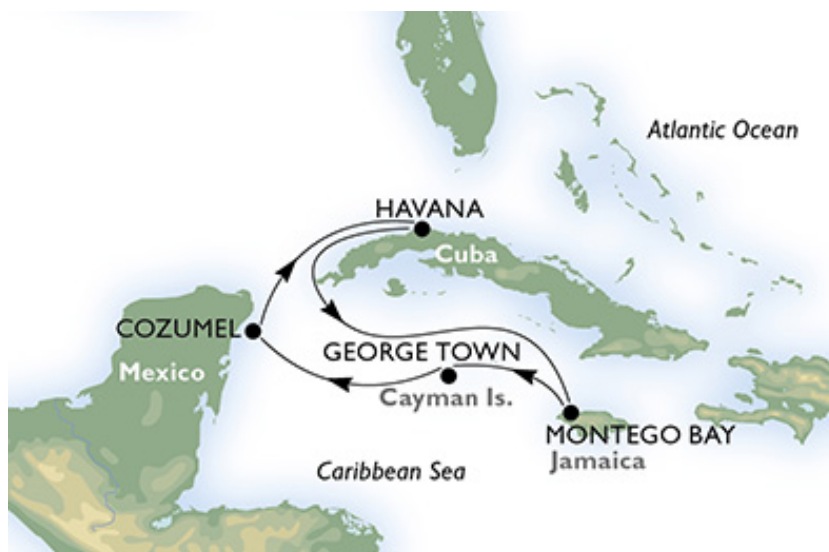 Atlantic Ocean
HAVANA
Cuba
COZUMEL
Mexico
GEORGE TOWN
Cayman Is.
MONTEGO BAY
Jamaica
Caribbean Sea